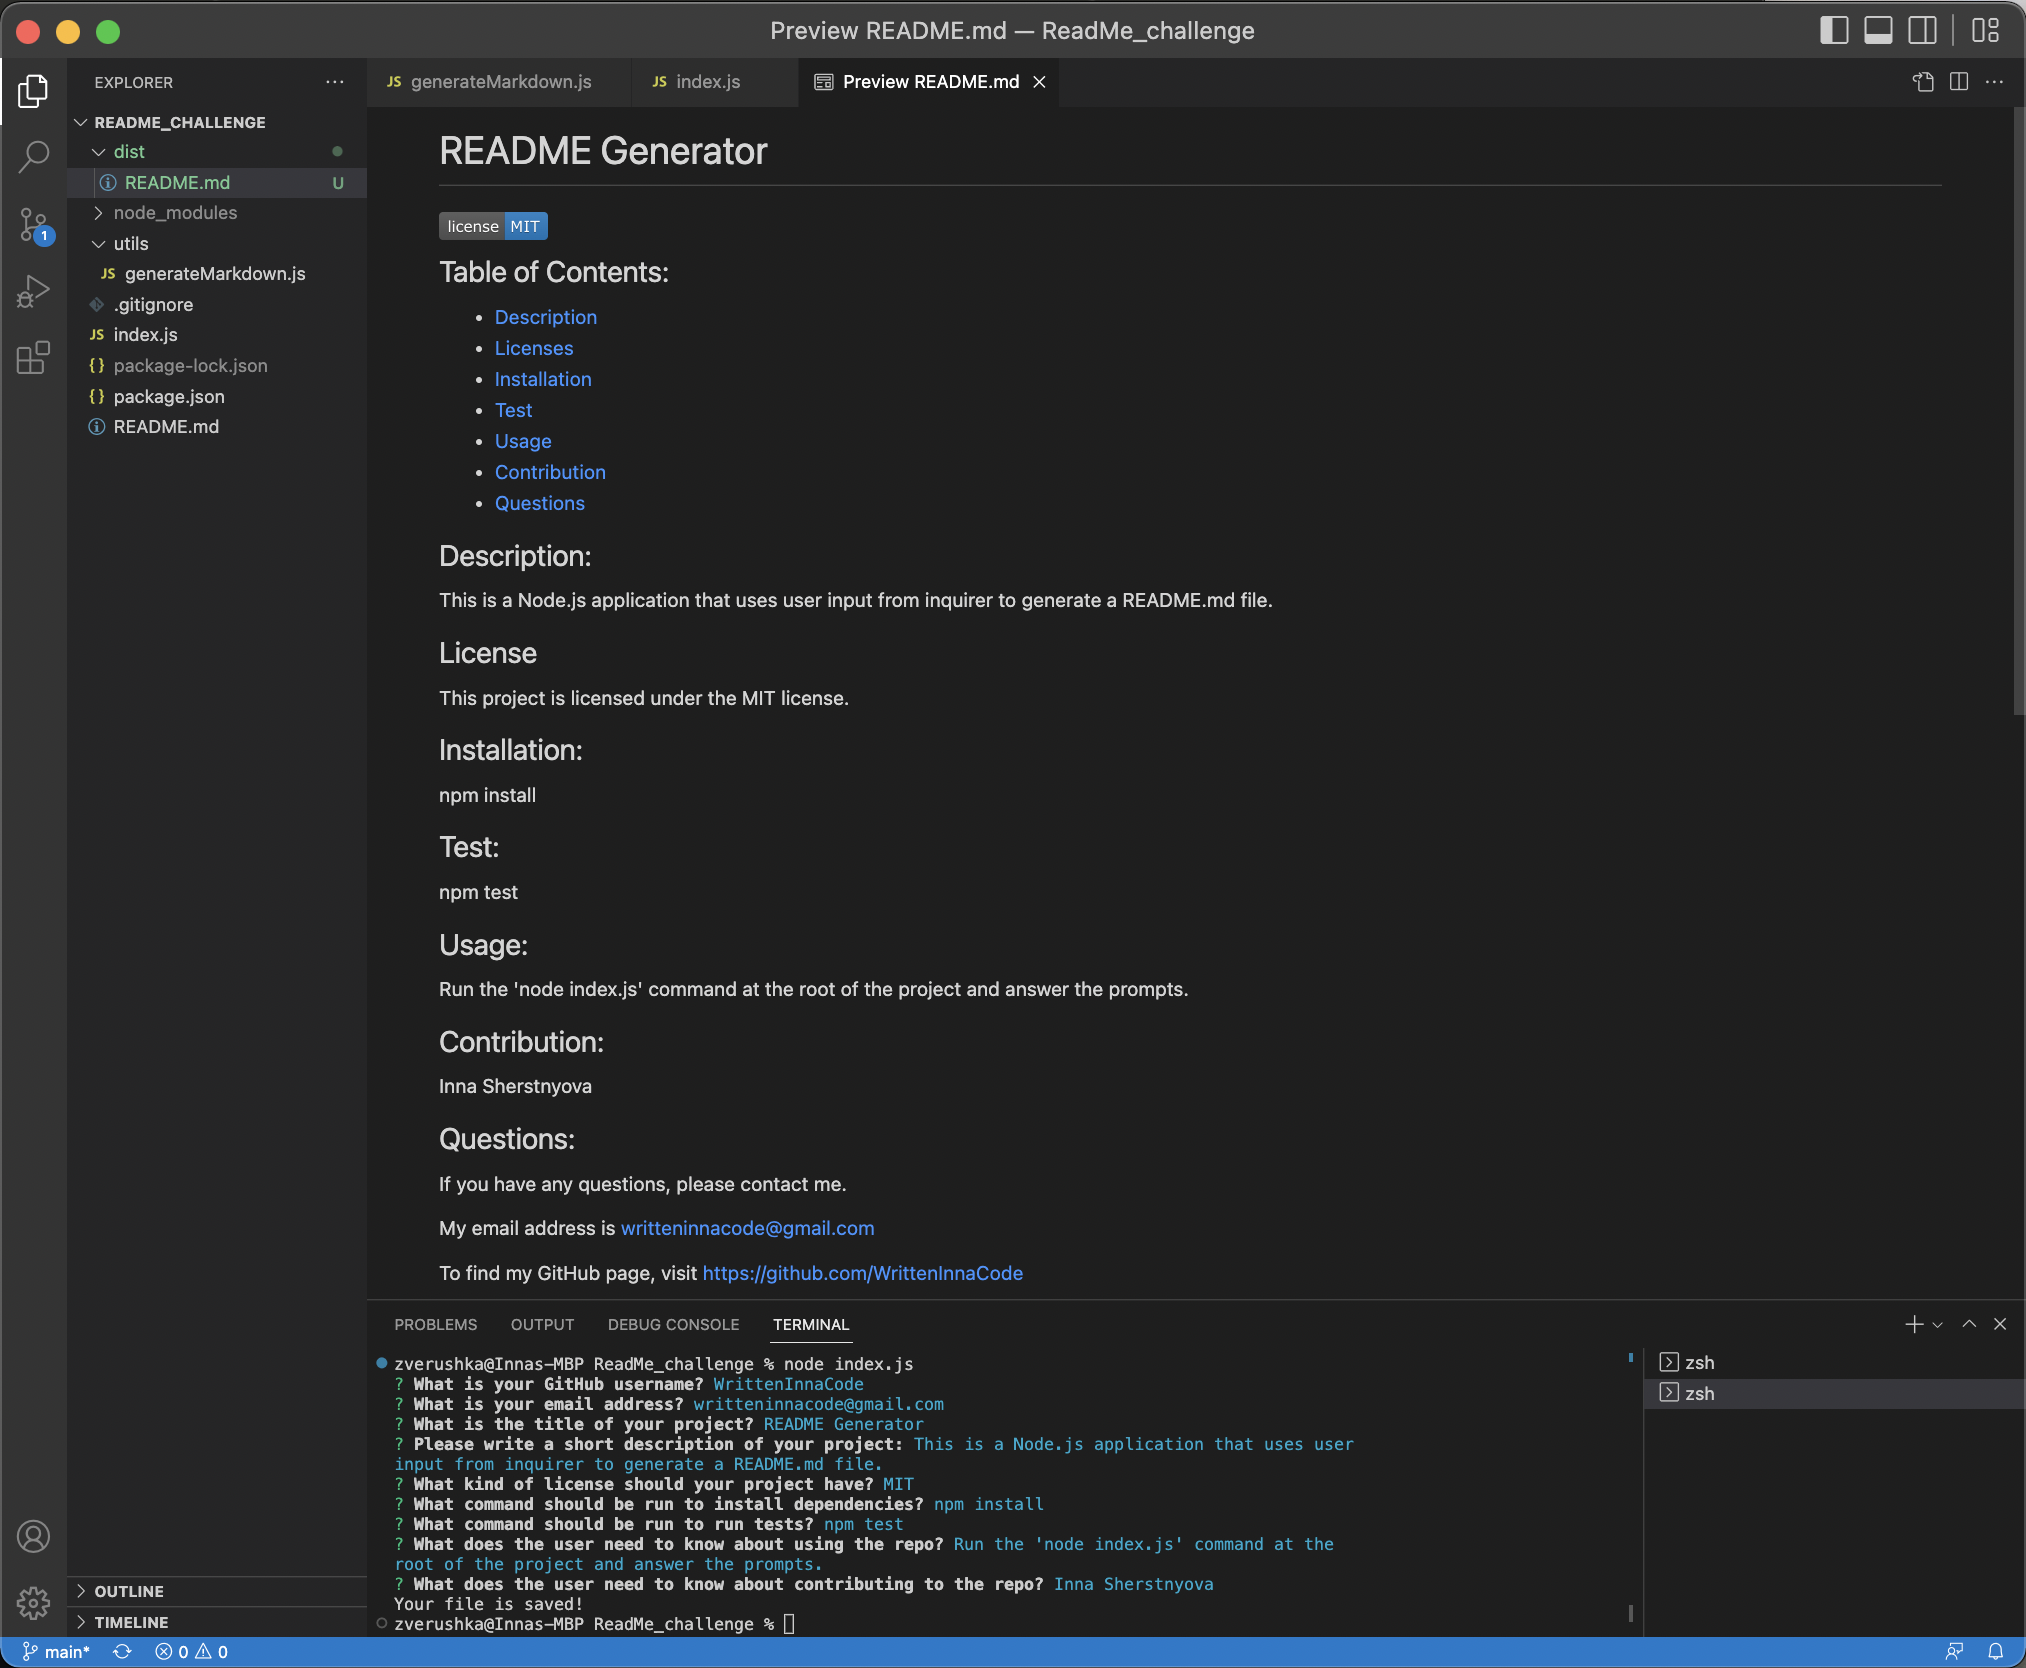 Preview README.md — ReadMe_challenge
EXPLORER
README_CHALLENGE
dist
README.md U
node_modules
utils
JS generateMarkdown.js
.gitignore
JS index.js
{} package-lock.json
{} package.json
README.md
OUTLINE
TIMELINE
1
JS generateMarkdown.js
JS index.js
Preview README.md
README Generator
license MIT
Table of Contents:
• Description
• Licenses
• Installation
• Test
• Usage
• Contribution
• Questions
Description:
This is a Node.js application that uses user input from inquirer to generate a README.md file.
License
This project is licensed under the MIT license.
Installation:
npm install
Test:
npm test
Usage:
Run the 'node index.js' command at the root of the project and answer the prompts.
Contribution:
Inna Sherstnyova
Questions:
If you have any questions, please contact me.
My email address is writteninnacode@gmail.com
To find my GitHub page, visit https://github.com/WrittenInnaCode
PROBLEMS OUTPUT DEBUG CONSOLE TERMINAL
zverushka@Innas-MBP ReadMe_challenge % node index.js
? What is your GitHub username? WrittenInnaCode
? What is your email address? writteninnacode@gmail.com
? What is the title of your project? README Generator
? Please write a short description of your project: This is a Node.js application that uses user
input from inquirer to generate a README.md file.
? What kind of license should your project have? MIT
? What command should be run to install dependencies? npm install
? What command should be run to run tests? npm test
? What does the user need to know about using the repo? Run the 'node index.js' command at the
root of the project and answer the prompts.
? What does the user need to know about contributing to the repo? Inna Sherstnyova
Your file is saved!
zverushka@Innas-MBP ReadMe_challenge %
zsh
zsh
main* 0 0